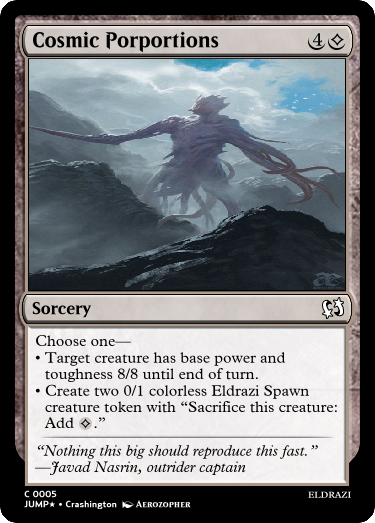 Cosmic Porportions 4
Sorcery
Choose one—
• Target creature has base power and
toughness 8/8 until end of turn.
• Create two 0/1 colorless Eldrazi Spawn
creature token with “Sacrifice this creature:
Add .”
“Nothing this big should reproduce this fast.”
—Javad Nasrin, outrider captain
C 0005
JUMP★ • Crashington Aerozopher
ELDRAZI